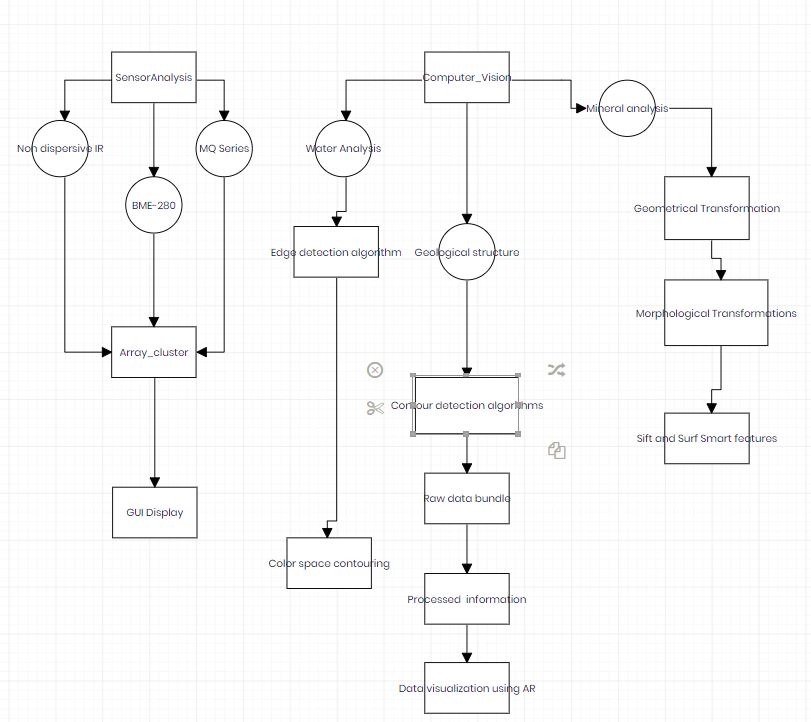 SensorAnalysis
Computer_Vision
Mineral analysis
Non dispersive IR
MQ Series
Water Analysis
BME-280
Geometrical Transformation
Edge detection algorithm
Geological structure
Morphological Transformations
Array_cluster
Contour detection algorithms
Sift and Surf Smart features
Raw data bundle
GUI Display
Color space contouring
Processed information
Data visualization using AR